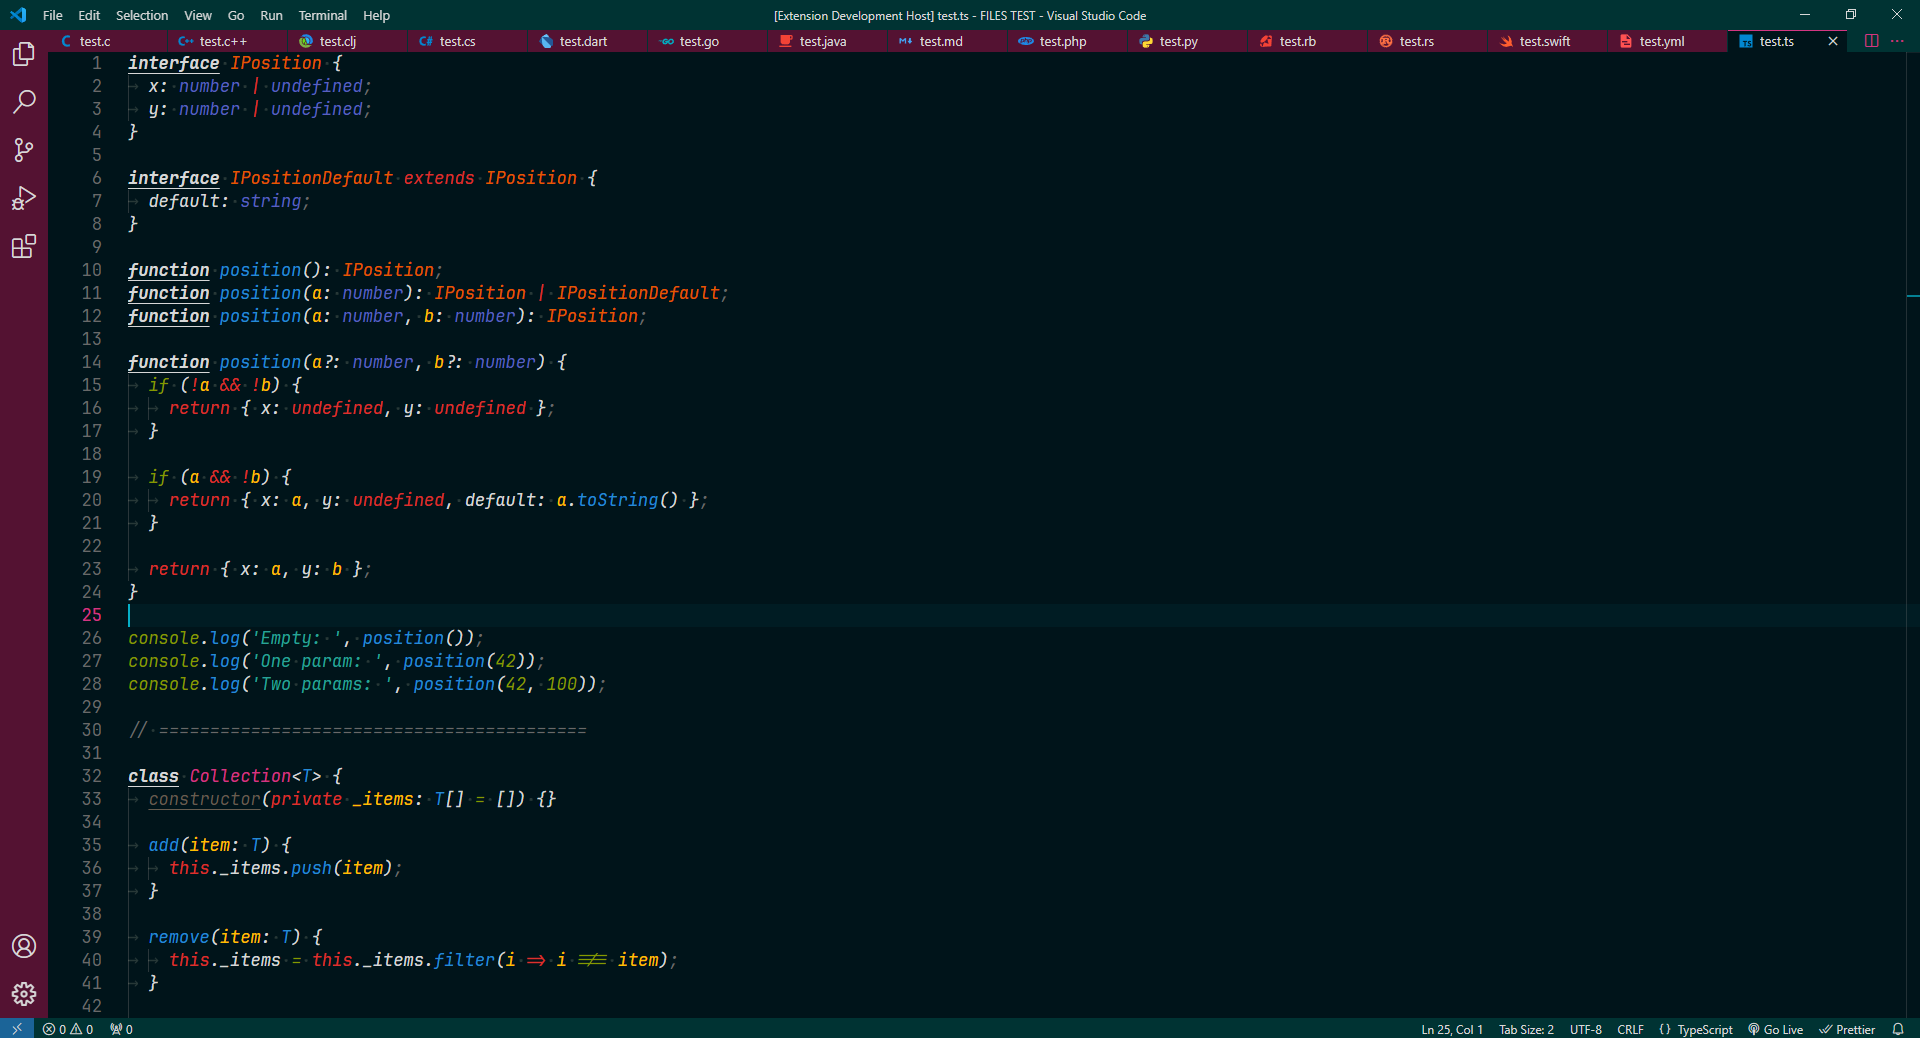 File Edit Selection View Go Run Terminal Help [Extension Development Host] test.ts - FILES TEST - Visual Studio Code
test.c test.c++ test.clj test.cs test.dart test.go test.java test.md test.php test.py test.rb test.rs test.swift test.yml test.ts
1 interface IPosition {
2 x: number | undefined;
3 y: number | undefined;
4 }
5
6 interface IPositionDefault extends IPosition {
7 default: string;
8 }
9
10 function position(): IPosition;
11 function position(a: number): IPosition | IPositionDefault;
12 function position(a: number, b: number): IPosition;
13
14 function position(a?: number, b?: number) {
15 if (!a && !b) {
16 return { x: undefined, y: undefined };
17 }
18
19 if (a && !b) {
20 return { x: a, y: undefined, default: a.toString() };
21 }
22
23 return { x: a, y: b };
24 }
25
26 console.log('Empty: ', position());
27 console.log('One param: ', position(42));
28 console.log('Two params: ', position(42, 100));
29
30 // ==========================================
31
32 class Collection<T> {
33 constructor(private _items: T[] = []) {}
34
35 add(item: T) {
36 this._items.push(item);
37 }
38
39 remove(item: T) {
40 this._items = this._items.filter(i => i !== item);
41 }
42
0 0 0 Ln 25, Col 1 Tab Size: 2 UTF-8 CRLF {} TypeScript Go Live Prettier